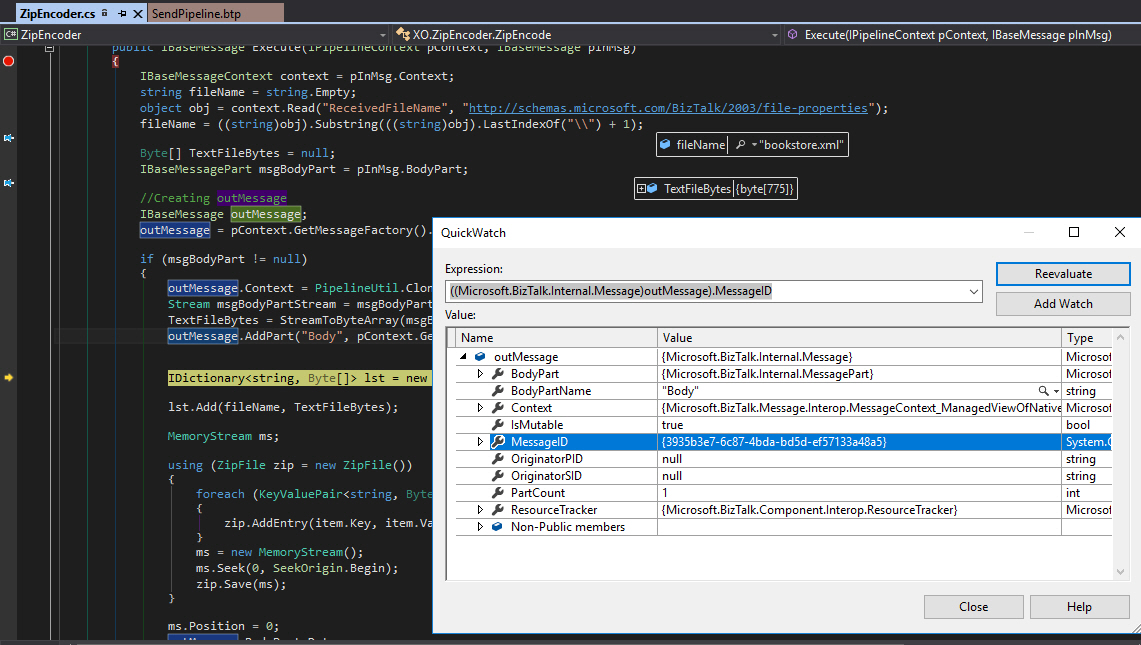 ZipEncoder.cs SendPipeline.btp
C# ZipEncoder XO.ZipEncoder.ZipEncode Execute(IPipelineContext pContext, IBaseMessage pInMsg)
public IBaseMessage Execute(IPipelineContext pContext, IBaseMessage pInMsg)
{
IBaseMessageContext context = pInMsg.Context;
string fileName = string.Empty;
object obj = context.Read("ReceivedFileName", "http://schemas.microsoft.com/BizTalk/2003/file-properties");
fileName = ((string)obj).Substring(((string)obj).LastIndexOf("\\") + 1);
fileName "bookstore.xml"
Byte[] TextFileBytes = null;
IBaseMessagePart msgBodyPart = pInMsg.BodyPart;
TextFileBytes {byte[775]}
//Creating outMessage
IBaseMessage outMessage;
outMessage = pContext.GetMessageFactory().
if (msgBodyPart != null)
{
outMessage.Context = PipelineUtil.Clon
Stream msgBodyPartStream = msgBodyPart
TextFileBytes = StreamToByteArray(msgB
outMessage.AddPart("Body", pContext.Ge
IDictionary<string, Byte[]> lst = new
lst.Add(fileName, TextFileBytes);
MemoryStream ms;
using (ZipFile zip = new ZipFile())
{
foreach (KeyValuePair<string, Byte
{
zip.AddEntry(item.Key, item.Va
}
ms = new MemoryStream();
ms.Seek(0, SeekOrigin.Begin);
zip.Save(ms);
}
ms.Position = 0;
QuickWatch
Expression:
Reevaluate
((Microsoft.BizTalk.Internal.Message)outMessage).MessageID
Add Watch
Value:
Name Value Type
outMessage {Microsoft.BizTalk.Internal.Message} Microsof
BodyPart {Microsoft.BizTalk.Internal.MessagePart} Microsof
BodyPartName "Body" string
Context {Microsoft.BizTalk.Message.Interop.MessageContext_ManagedViewOfNative Microsof
IsMutable true bool
MessageID {3935b3e7-6c87-4bda-bd5d-ef57133a48a5} System.G
OriginatorPID null string
OriginatorSID null string
PartCount 1 int
ResourceTracker {Microsoft.BizTalk.Component.Interop.ResourceTracker} Microsof
Non-Public members
Close Help